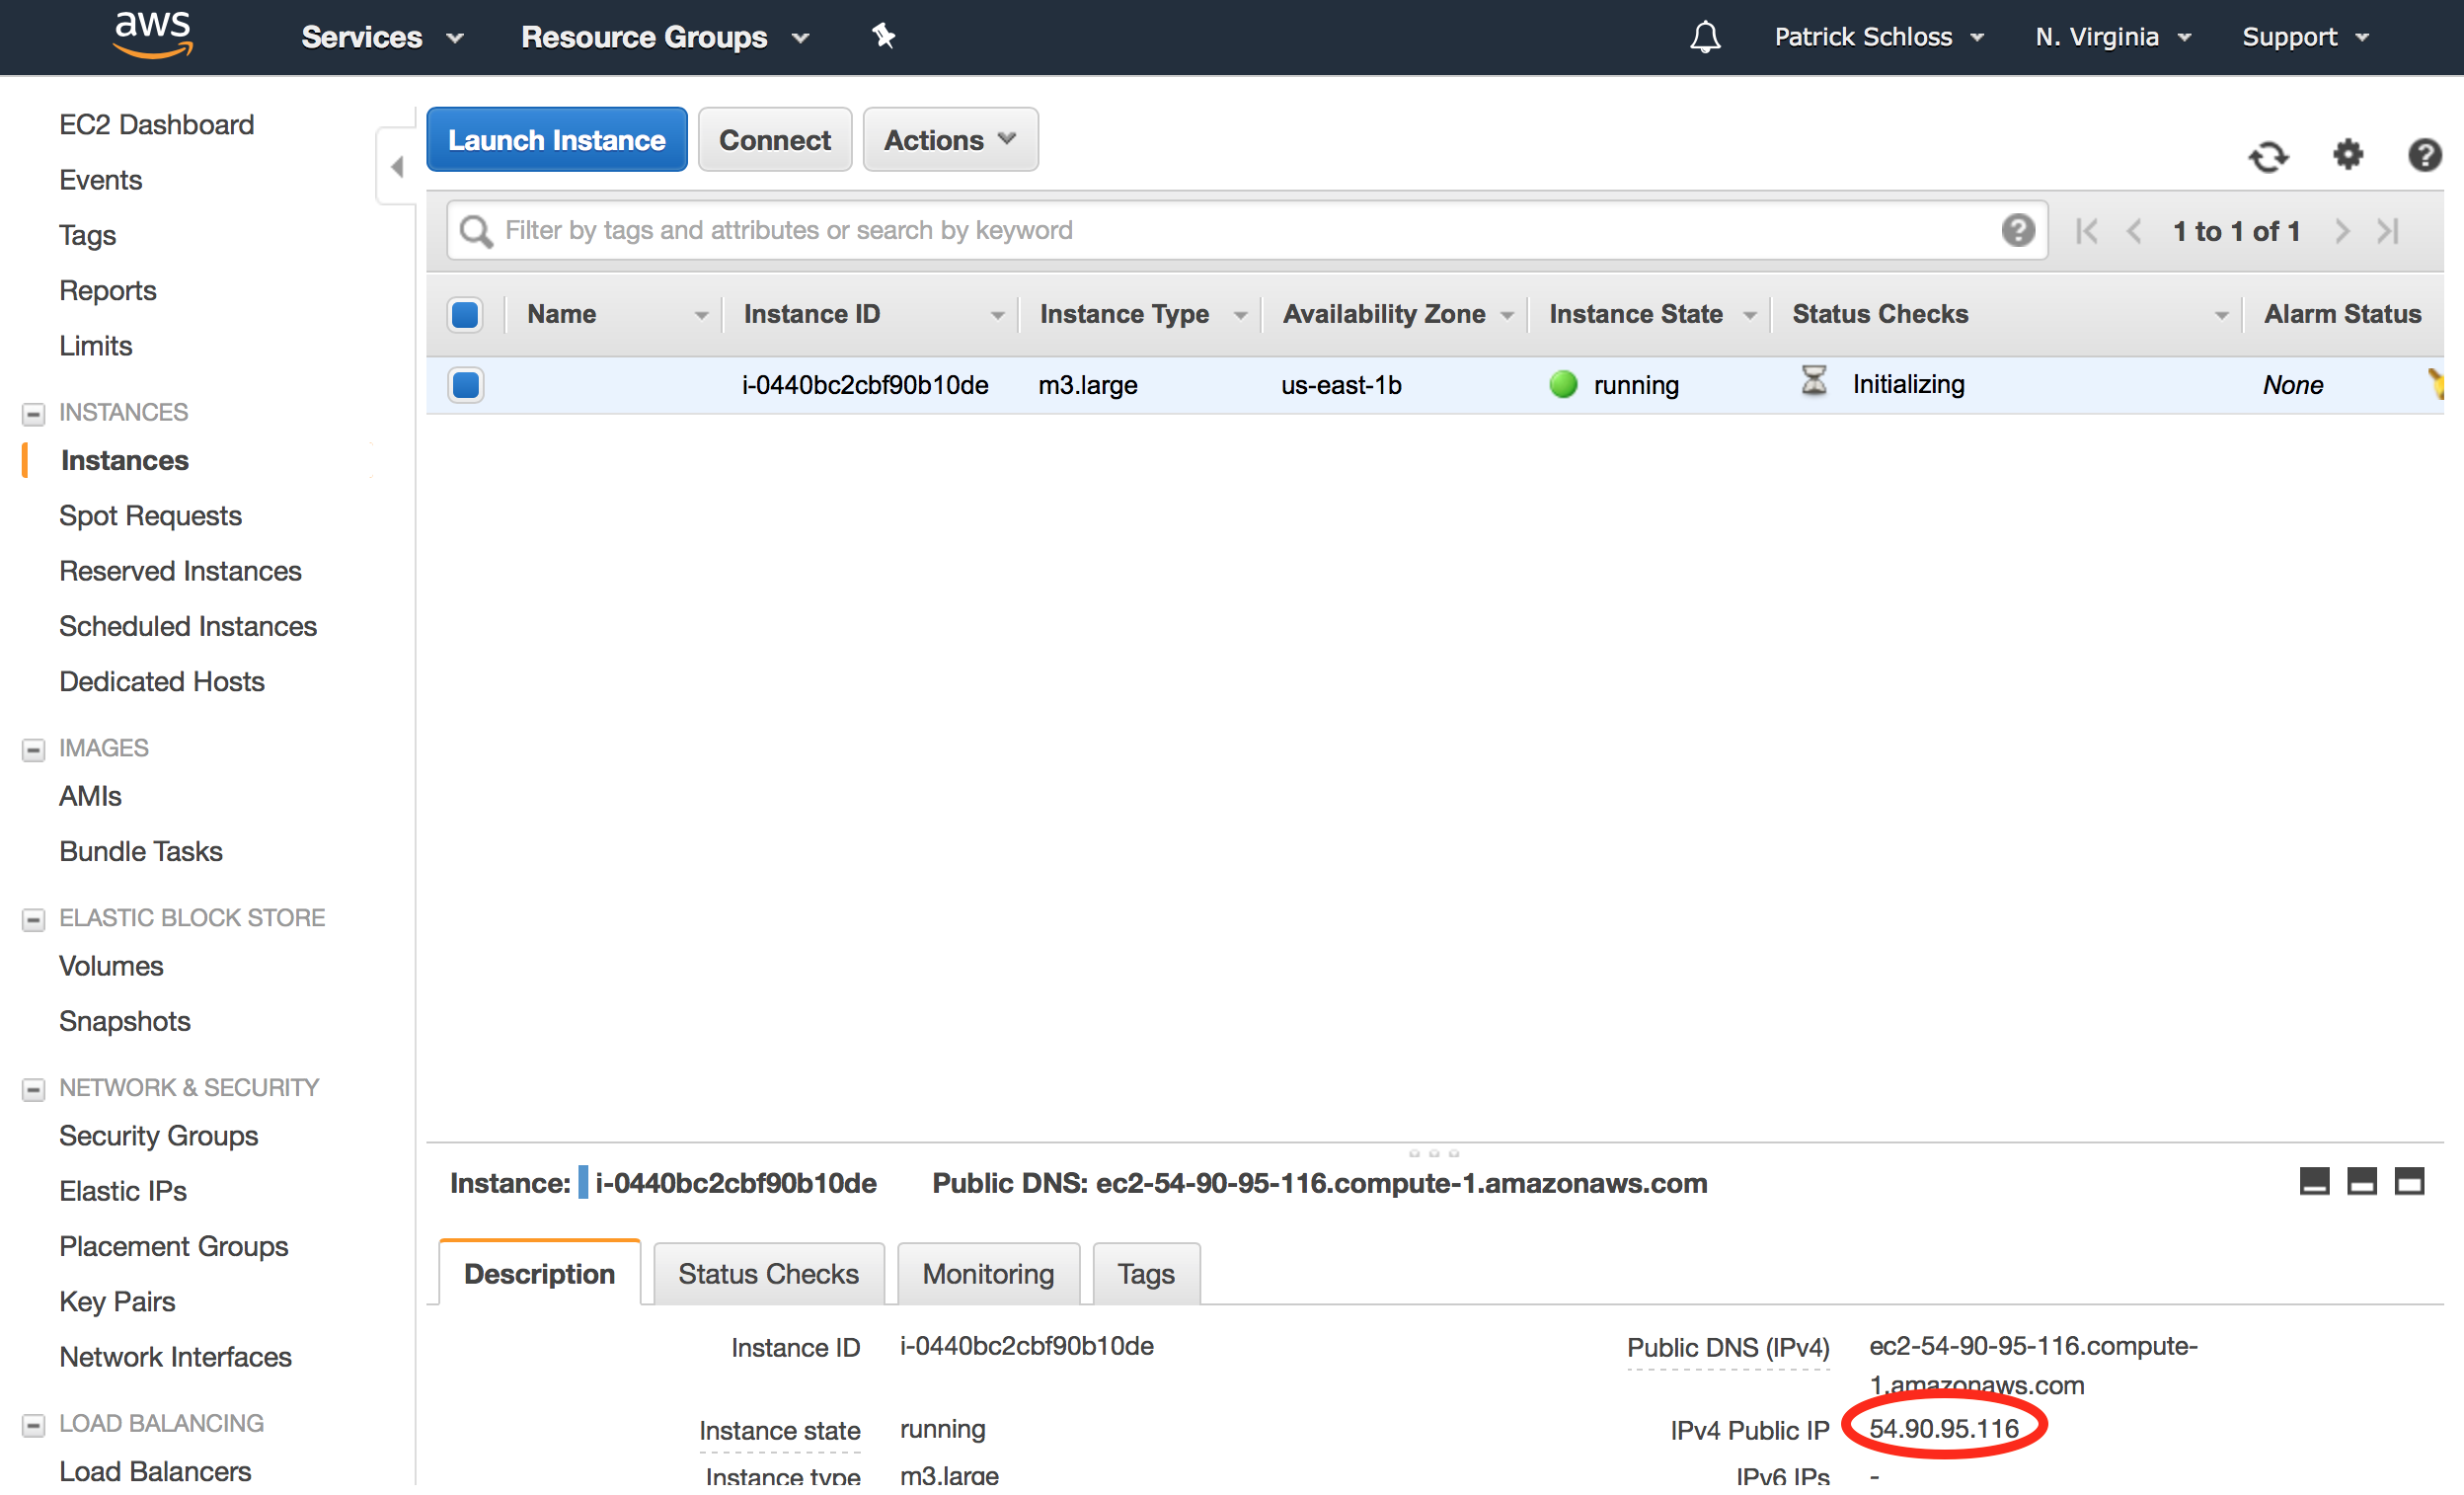 aws Services Resource Groups Patrick Schloss N. Virginia Support
EC2 Dashboard
Events
Tags
Reports
Limits
INSTANCES
Instances
Spot Requests
Reserved Instances
Scheduled Instances
Dedicated Hosts
IMAGES
AMIs
Bundle Tasks
ELASTIC BLOCK STORE
Volumes
Snapshots
NETWORK & SECURITY
Security Groups
Elastic IPs
Placement Groups
Key Pairs
Network Interfaces
LOAD BALANCING
Load Balancers
Launch Instance Connect Actions
Filter by tags and attributes or search by keyword 1 to 1 of 1
Name Instance ID Instance Type Availability Zone Instance State Status Checks Alarm Status
i-0440bc2cbf90b10de m3.large us-east-1b running Initializing None
Instance: i-0440bc2cbf90b10de Public DNS: ec2-54-90-95-116.compute-1.amazonaws.com
Description Status Checks Monitoring Tags
Instance ID i-0440bc2cbf90b10de Public DNS (IPv4) ec2-54-90-95-116.compute-
1.amazonaws.com
Instance state running IPv4 Public IP 54.90.95.116
Instance type m3.large IPv6 IPs -